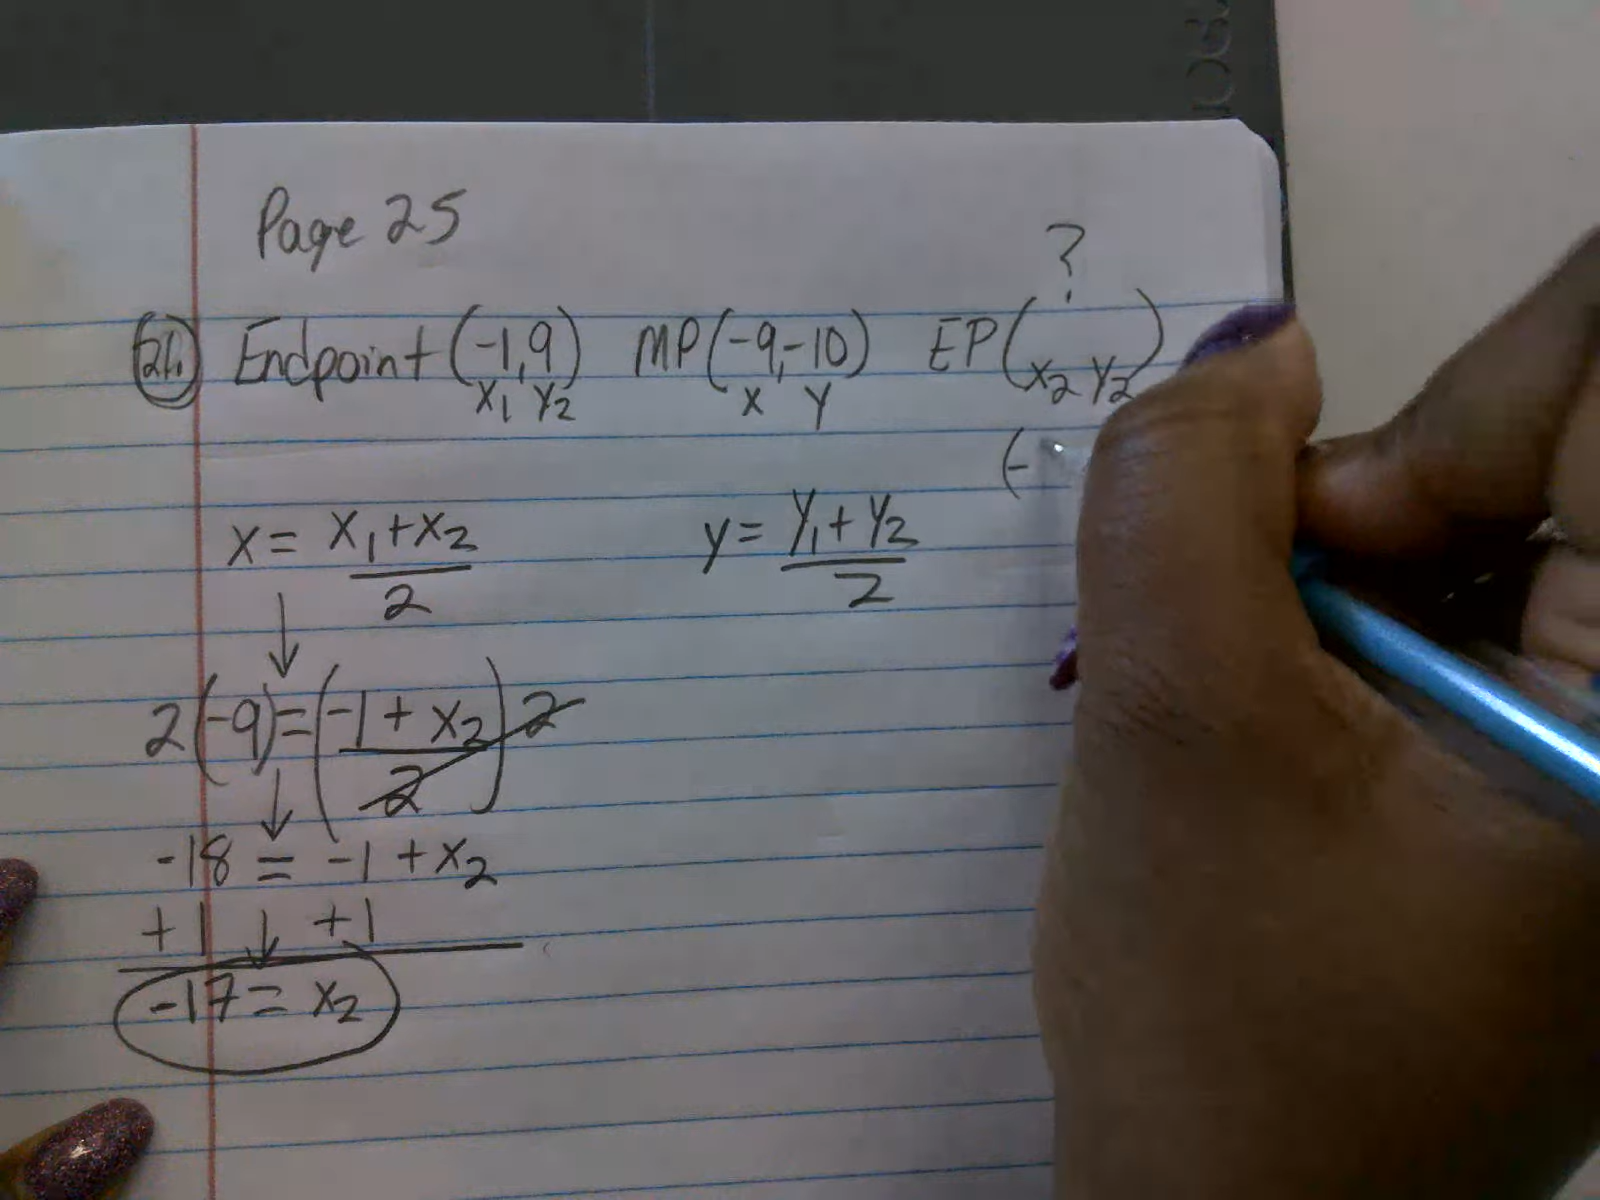 Page 25
?
21. Endpoint (-1,9) MP(-9,-10) EP( )
x₁ y₂ x y x₂ y₂
(-
x = x₁+x₂/2 y = y₁+y₂/2
↓
2(-9)=(-1+x₂/2)2
↓
-18 = -1 +x₂
+1 ↓ +1
-17 = x₂